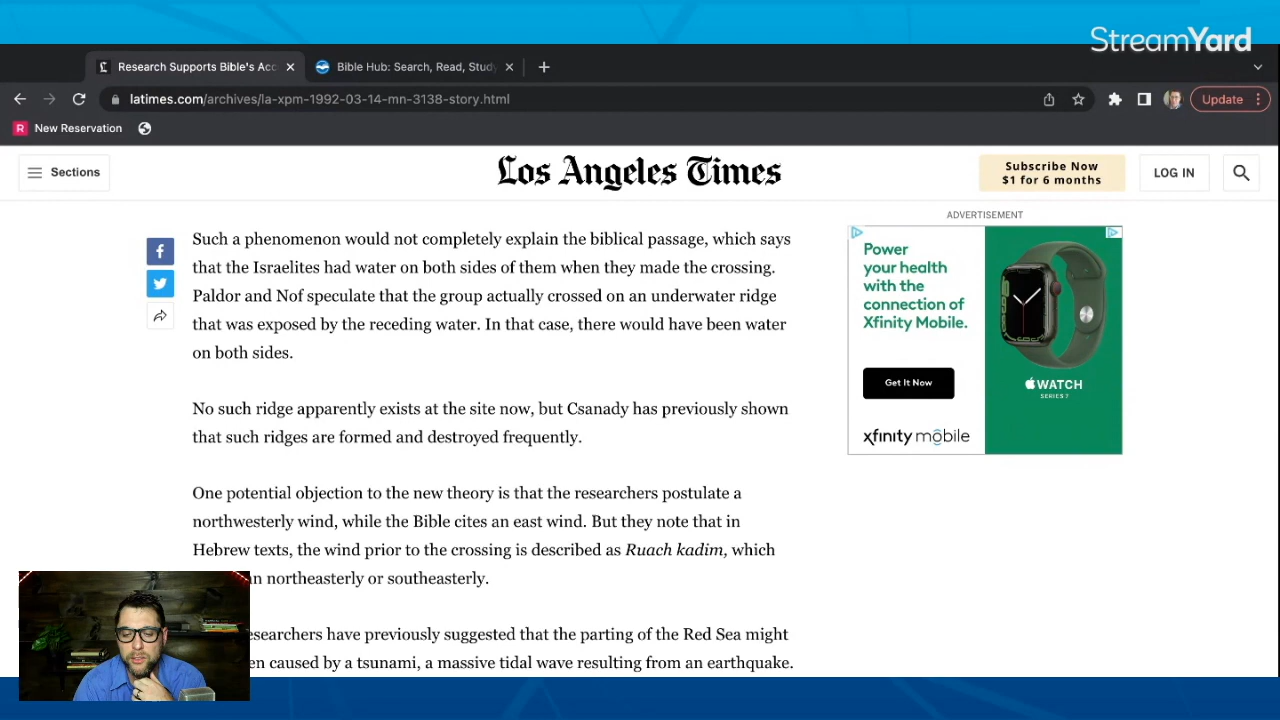 StreamYard
Research Supports Bible's Acc
Bible Hub: Search, Read, Study
latimes.com/archives/la-xpm-1992-03-14-mn-3138-story.html
Update
R New Reservation
Sections
Los Angeles Times
Subscribe Now
$1 for 6 months
LOG IN
Such a phenomenon would not completely explain the biblical passage, which says
that the Israelites had water on both sides of them when they made the crossing.
Paldor and Nof speculate that the group actually crossed on an underwater ridge
that was exposed by the receding water. In that case, there would have been water
on both sides.
No such ridge apparently exists at the site now, but Csanady has previously shown
that such ridges are formed and destroyed frequently.
One potential objection to the new theory is that the researchers postulate a
northwesterly wind, while the Bible cites an east wind. But they note that in
Hebrew texts, the wind prior to the crossing is described as Ruach kadim, which
n northeasterly or southeasterly.
esearchers have previously suggested that the parting of the Red Sea might
en caused by a tsunami, a massive tidal wave resulting from an earthquake.
ADVERTISEMENT
Power
your health
with the
connection of
Xfinity Mobile.
Get It Now
xfinity mobile
WATCH
SERIES 7